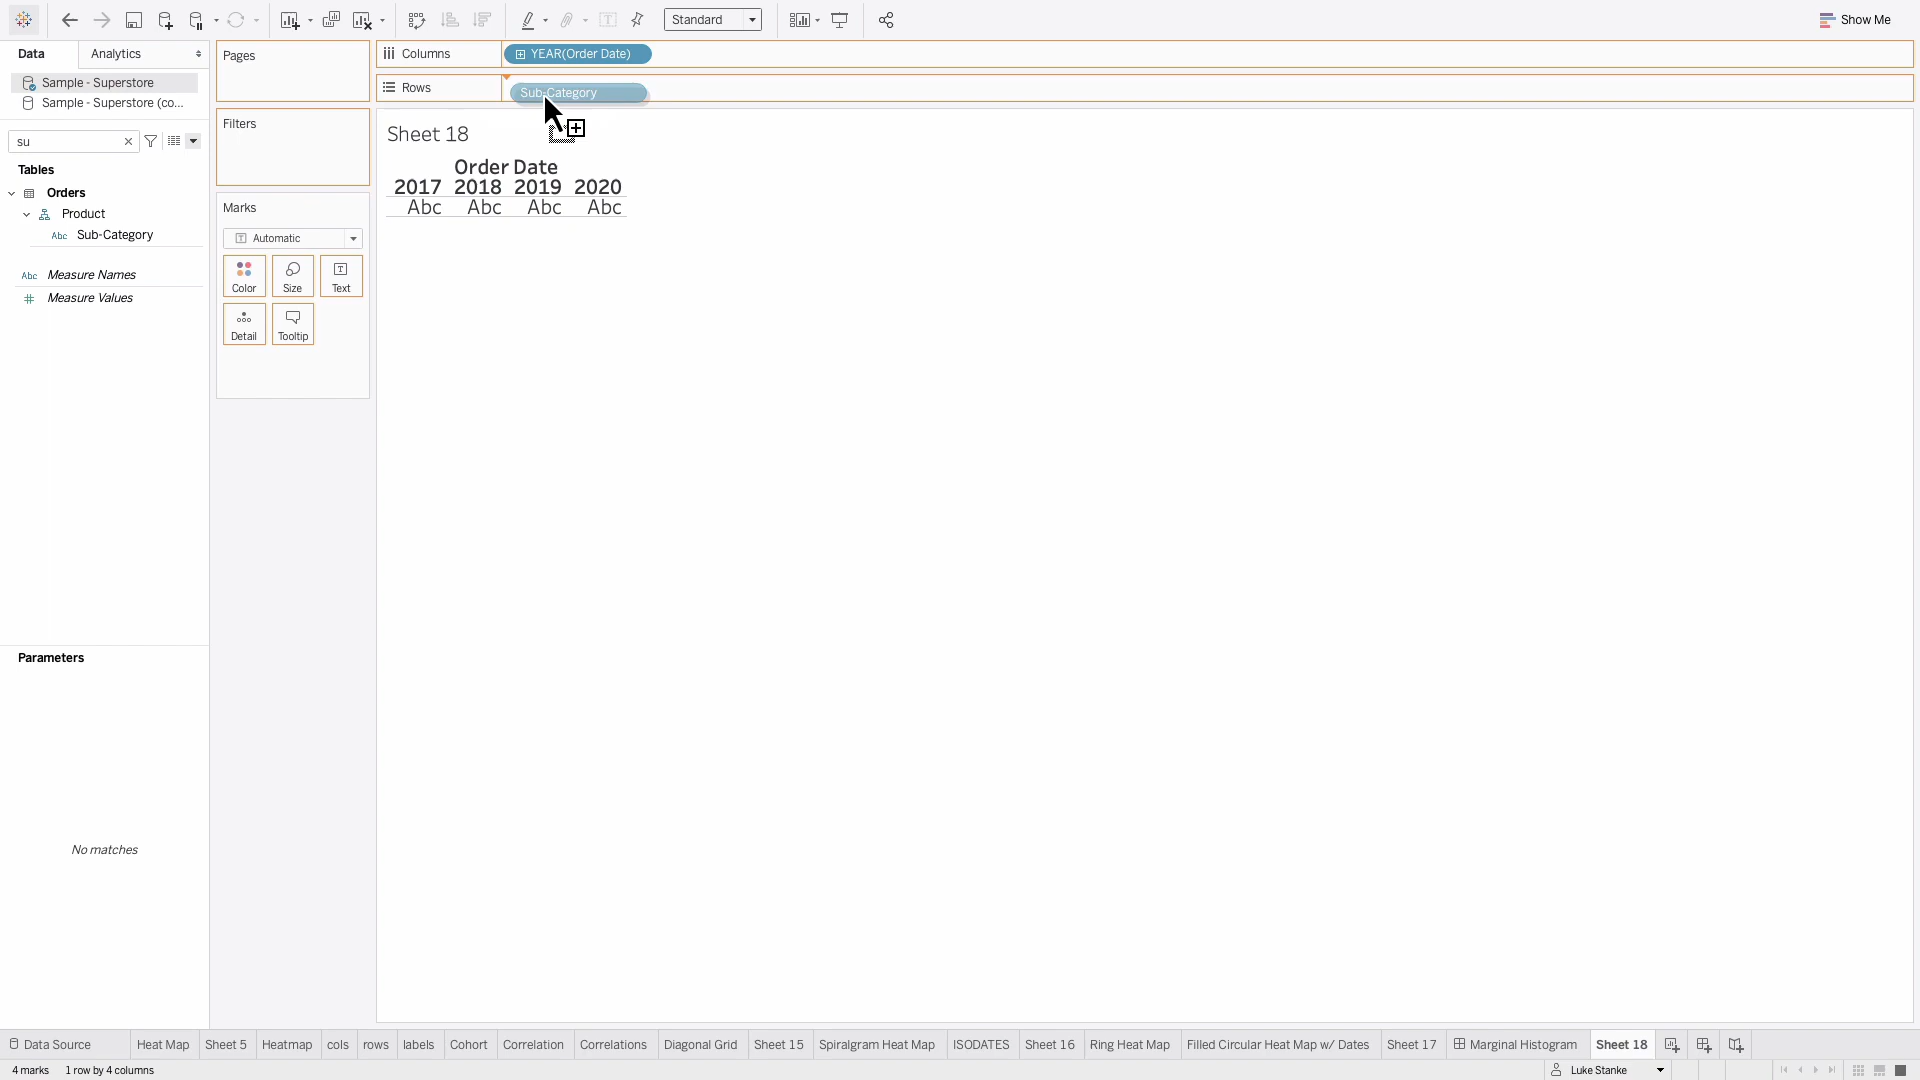 Standard
Show Me
Data
Analytics
Pages
Columns
YEAR(Order Date)
Sample - Superstore
Sample - Superstore (co...
Rows
Sub-Category
Filters
su
Sheet 18
Tables
Orders
Product
Abc Sub-Category
Abc Measure Names
Measure Values
Order Date
2017 2018 2019 2020
Abc Abc Abc Abc
Marks
Automatic
Color
Size
Text
Detail
Tooltip
Parameters
No matches
Data Source
Heat Map
Sheet 5
Heatmap
cols
rows
labels
Cohort
Correlation
Correlations
Diagonal Grid
Sheet 15
Spiralgram Heat Map
ISODATES
Sheet 16
Ring Heat Map
Filled Circular Heat Map w/ Dates
Sheet 17
Marginal Histogram
Sheet 18
4 marks
1 row by 4 columns
Luke Stanke